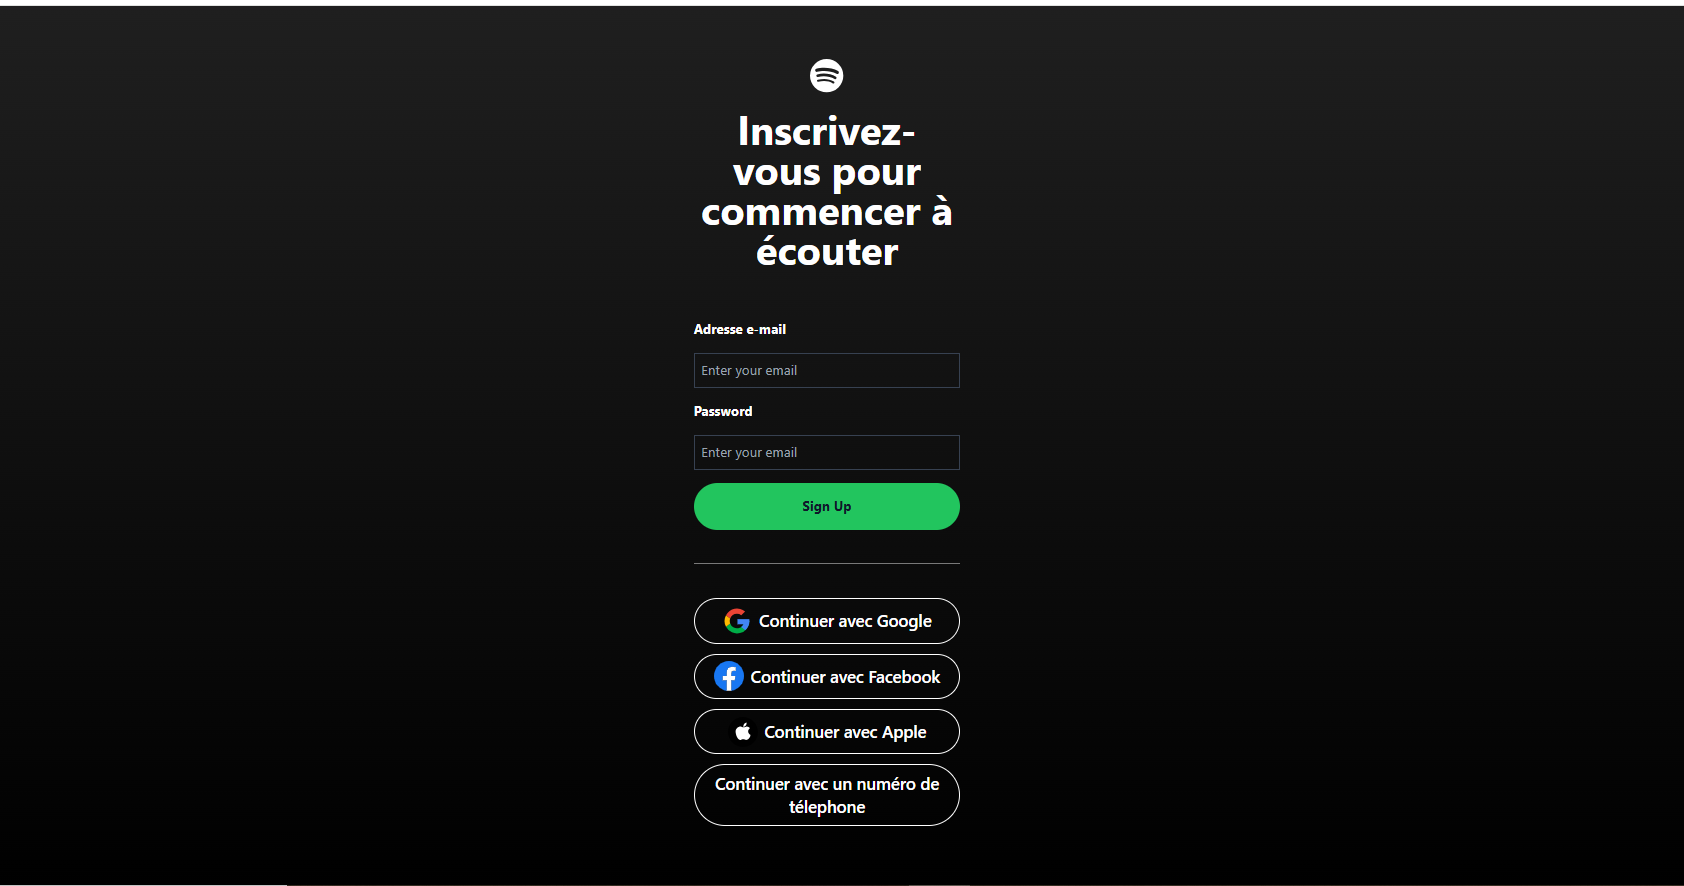 Inscrivez-
vous pour
commencer à
écouter
Adresse e-mail
Enter your email
Password
Enter your email
Sign Up
Continuer avec Google
Continuer avec Facebook
Continuer avec Apple
Continuer avec un numéro de
télephone